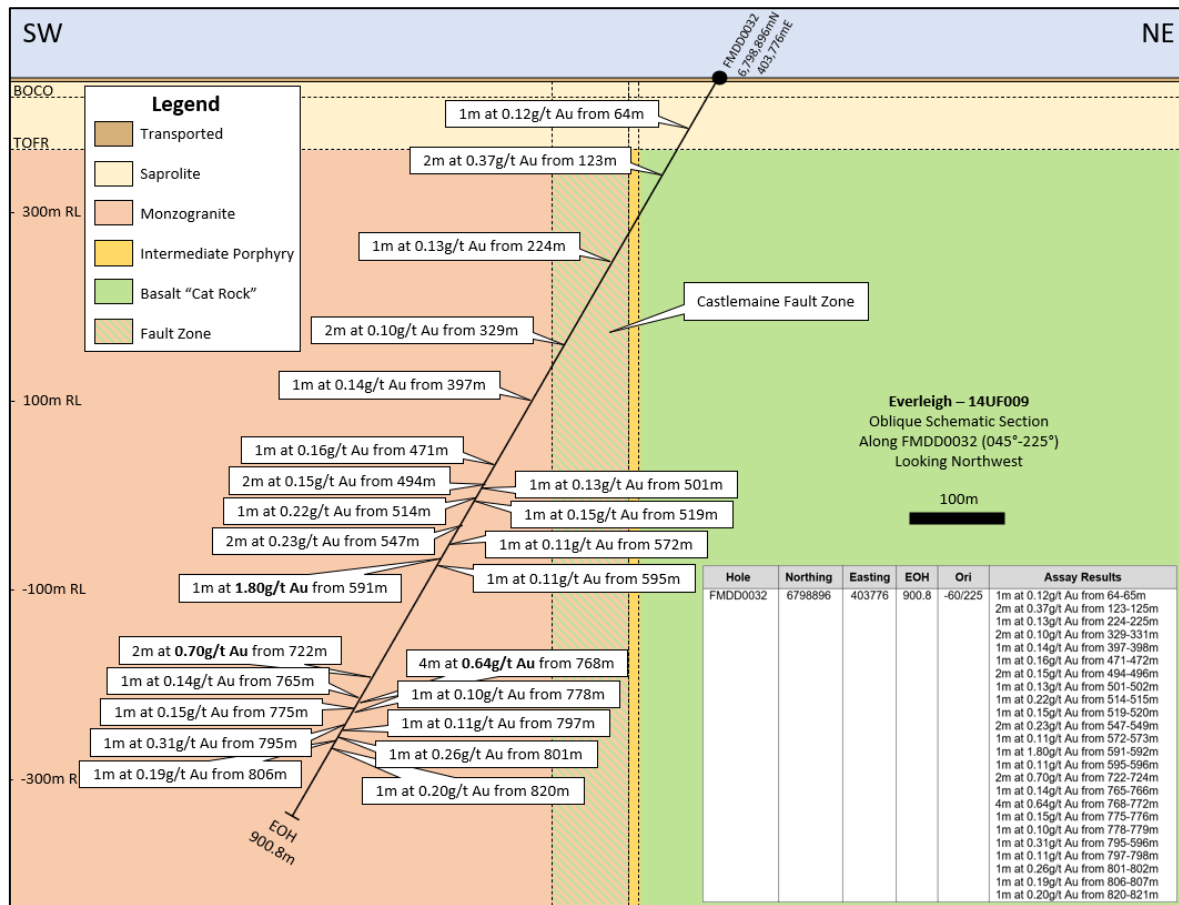 SW
NE
FMDD0032
6,798,896mN
403,776mE
BOCO
TOFR
300m RL
100m RL
-100m RL
-300m RL
Legend
Transported
Saprolite
Monzogranite
Intermediate Porphyry
Basalt “Cat Rock”
Fault Zone
1m at 0.12g/t Au from 64m
2m at 0.37g/t Au from 123m
1m at 0.13g/t Au from 224m
Castlemaine Fault Zone
2m at 0.10g/t Au from 329m
1m at 0.14g/t Au from 397m
1m at 0.16g/t Au from 471m
2m at 0.15g/t Au from 494m
1m at 0.13g/t Au from 501m
1m at 0.22g/t Au from 514m
1m at 0.15g/t Au from 519m
2m at 0.23g/t Au from 547m
1m at 0.11g/t Au from 572m
1m at 1.80g/t Au from 591m
1m at 0.11g/t Au from 595m
2m at 0.70g/t Au from 722m
4m at 0.64g/t Au from 768m
1m at 0.14g/t Au from 765m
1m at 0.10g/t Au from 778m
1m at 0.15g/t Au from 775m
1m at 0.11g/t Au from 797m
1m at 0.31g/t Au from 795m
1m at 0.26g/t Au from 801m
1m at 0.19g/t Au from 806m
1m at 0.20g/t Au from 820m
EOH
900.8m
Everleigh – 14UF009
Oblique Schematic Section
Along FMDD0032 (045°-225°)
Looking Northwest
100m
Hole Northing Easting EOH Ori Assay Results
FMDD0032 6798896 403776 900.8 -60/225 1m at 0.12g/t Au from 64-65m
2m at 0.37g/t Au from 123-125m
1m at 0.13g/t Au from 224-225m
2m at 0.10g/t Au from 329-331m
1m at 0.14g/t Au from 397-398m
1m at 0.16g/t Au from 471-472m
2m at 0.15g/t Au from 494-496m
1m at 0.13g/t Au from 501-502m
1m at 0.22g/t Au from 514-515m
1m at 0.15g/t Au from 519-520m
2m at 0.23g/t Au from 547-549m
1m at 0.11g/t Au from 572-573m
1m at 1.80g/t Au from 591-592m
1m at 0.11g/t Au from 595-596m
2m at 0.70g/t Au from 722-724m
1m at 0.14g/t Au from 765-766m
4m at 0.64g/t Au from 768-772m
1m at 0.15g/t Au from 775-776m
1m at 0.10g/t Au from 778-779m
1m at 0.31g/t Au from 795-596m
1m at 0.11g/t Au from 797-798m
1m at 0.26g/t Au from 801-802m
1m at 0.19g/t Au from 806-807m
1m at 0.20g/t Au from 820-821m